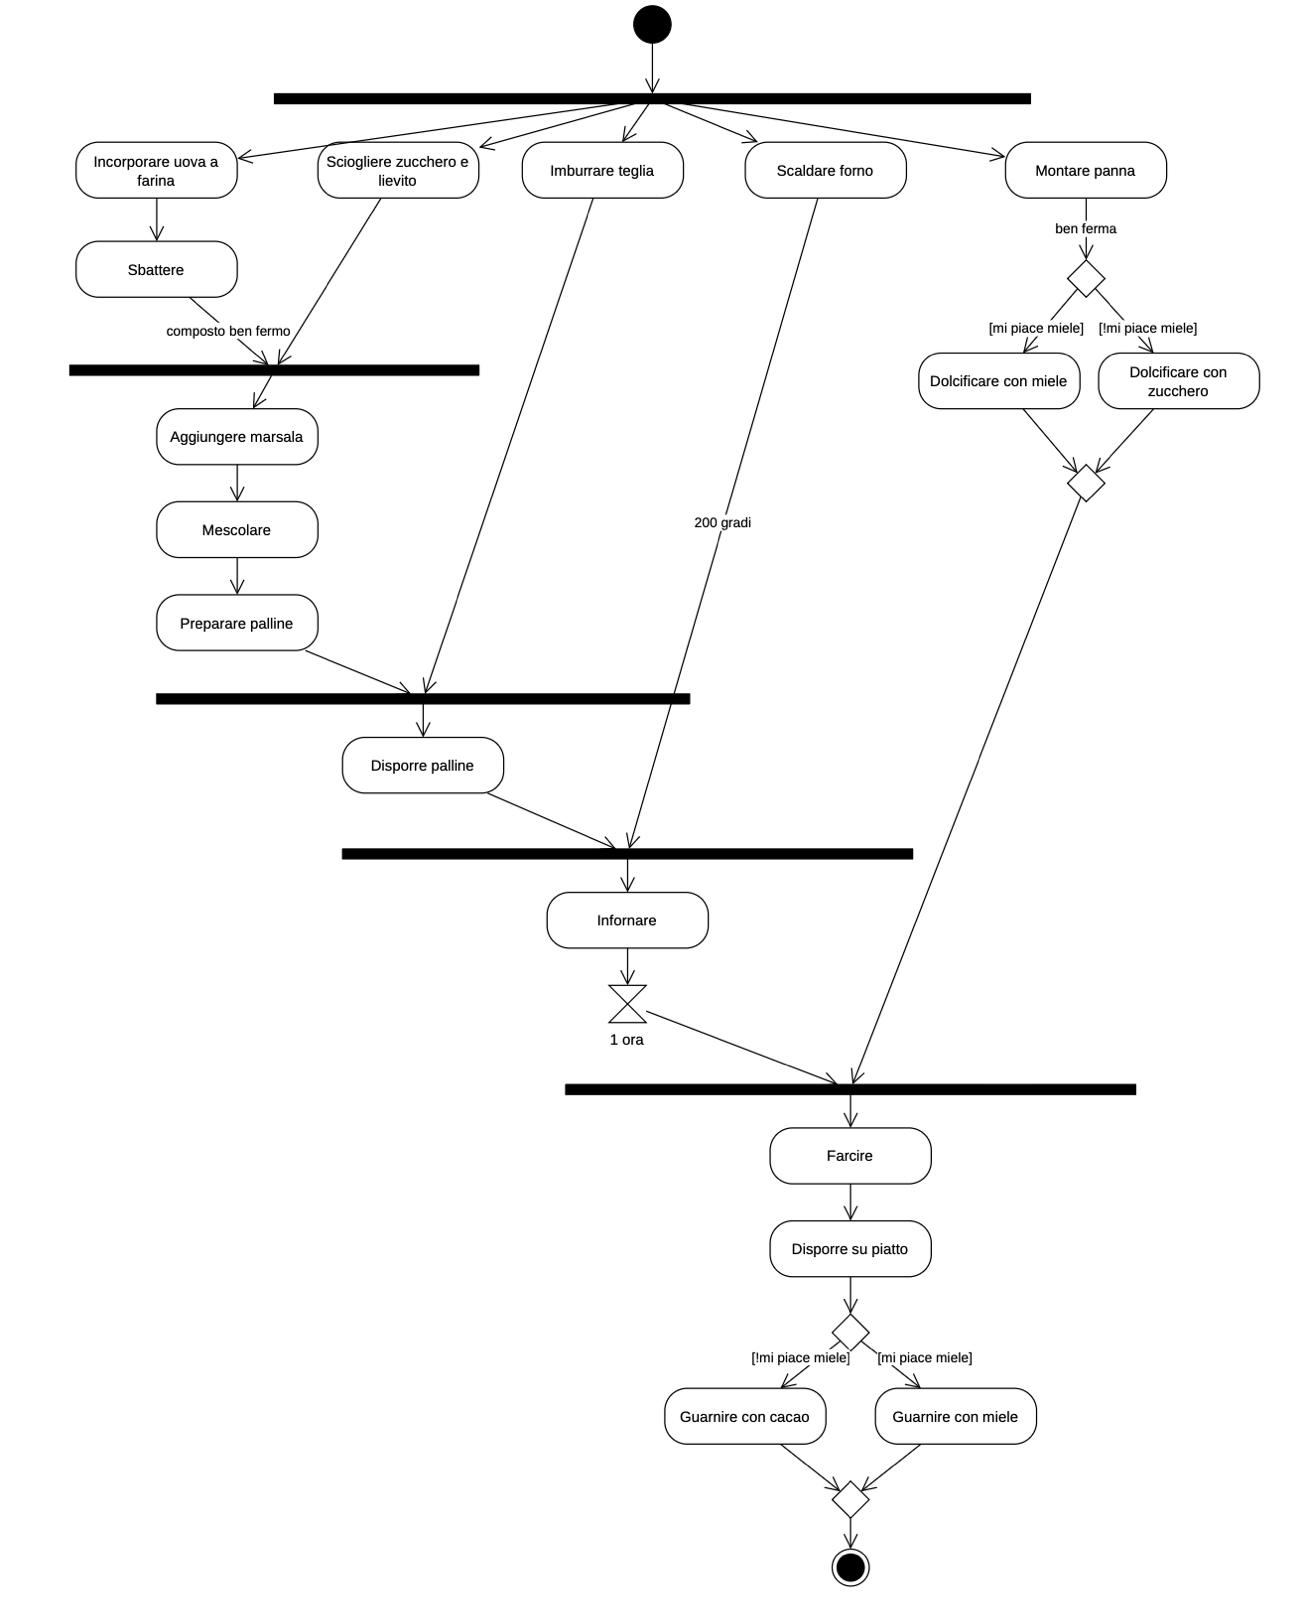 Incorporare uova a
farina
Sciogliere zucchero e
lievito
Imburrare teglia
Scaldare forno
Montare panna
ben ferma
Sbattere
composto ben fermo
[mi piace miele]
[!mi piace miele]
Dolcificare con miele
Dolcificare con
zucchero
Aggiungere marsala
200 gradi
Mescolare
Preparare palline
Disporre palline
Infornare
1 ora
Farcire
Disporre su piatto
[!mi piace miele]
[mi piace miele]
Guarnire con cacao
Guarnire con miele